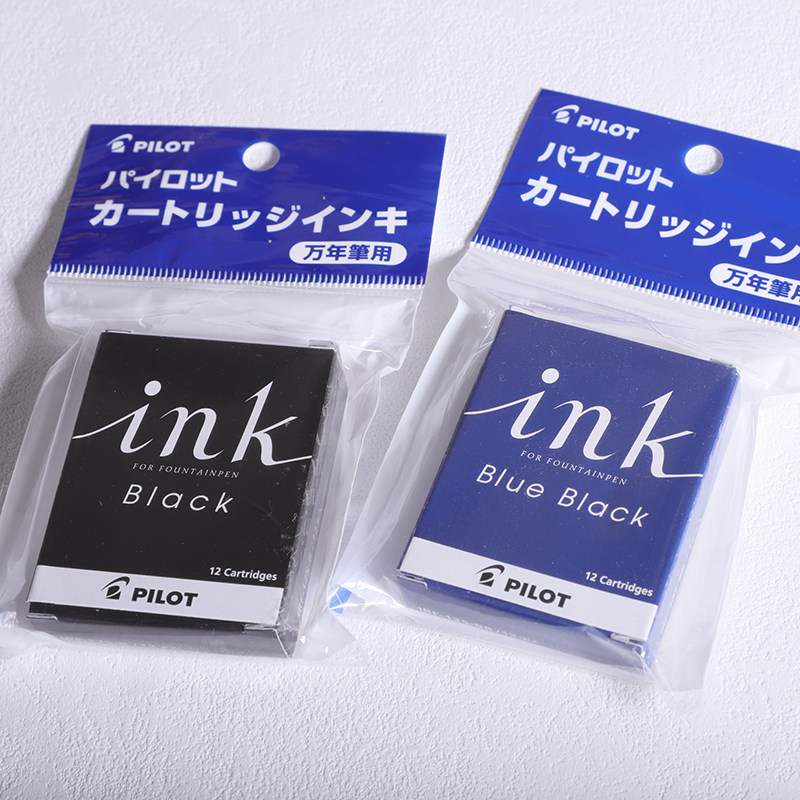 PILOT
パイロット
カートリッジインキ
万年筆用
ink
FOR FOUNTAINPEN
Black
12 Cartridges
PILOT
PILOT
パイロット
カートリッジイン
万年筆用
ink
FOR FOUNTAINPEN
Blue Black
12 Cartridges
PILOT